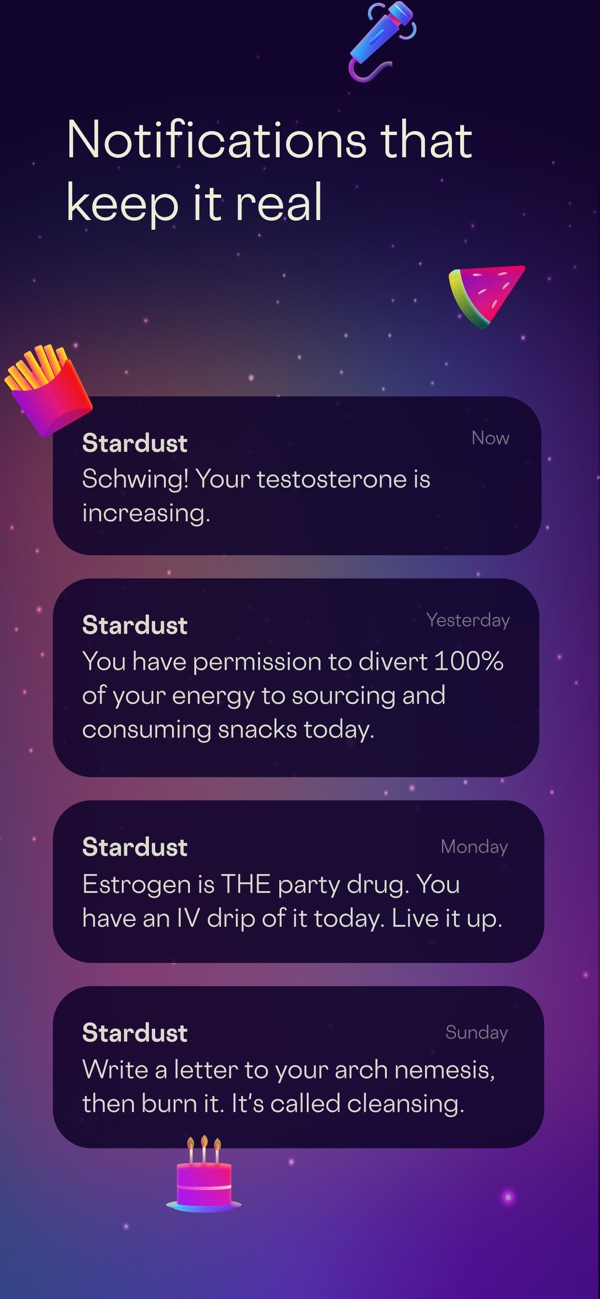 Notifications that
keep it real
Stardust
Now
Schwing! Your testosterone is
increasing.
Stardust
Yesterday
You have permission to divert 100%
of your energy to sourcing and
consuming snacks today.
Stardust
Monday
Estrogen is THE party drug. You
have an IV drip of it today. Live it up.
Stardust
Sunday
Write a letter to your arch nemesis,
then burn it. It's called cleansing.